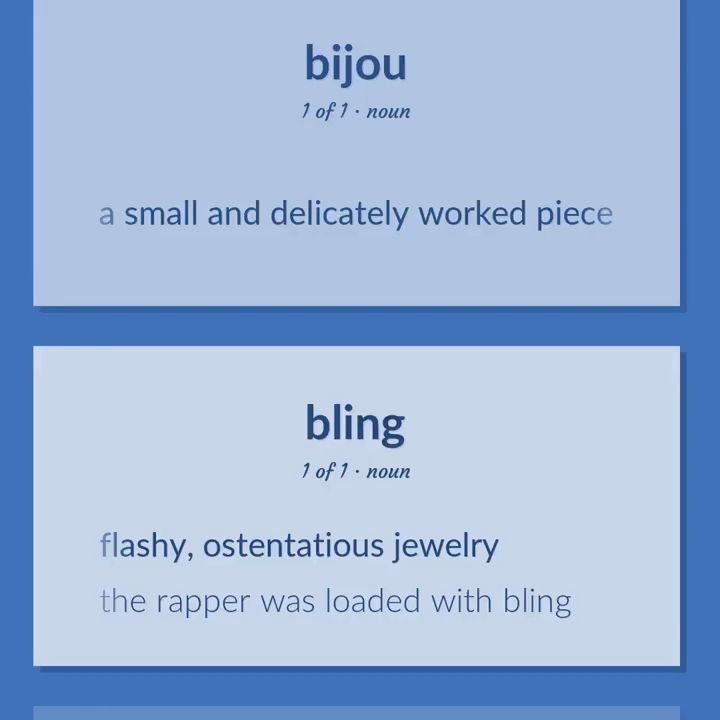 bijou
1 of 1 · noun
a small and delicately worked piece
bling
1 of 1 · noun
flashy, ostentatious jewelry
the rapper was loaded with bling